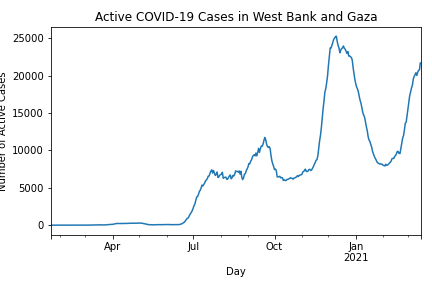 Active COVID-19 Cases in West Bank and Gaza
Number of Active Cases
25000
20000
15000
10000
5000
0
Apr
Jul
Oct
Jan
2021
Day